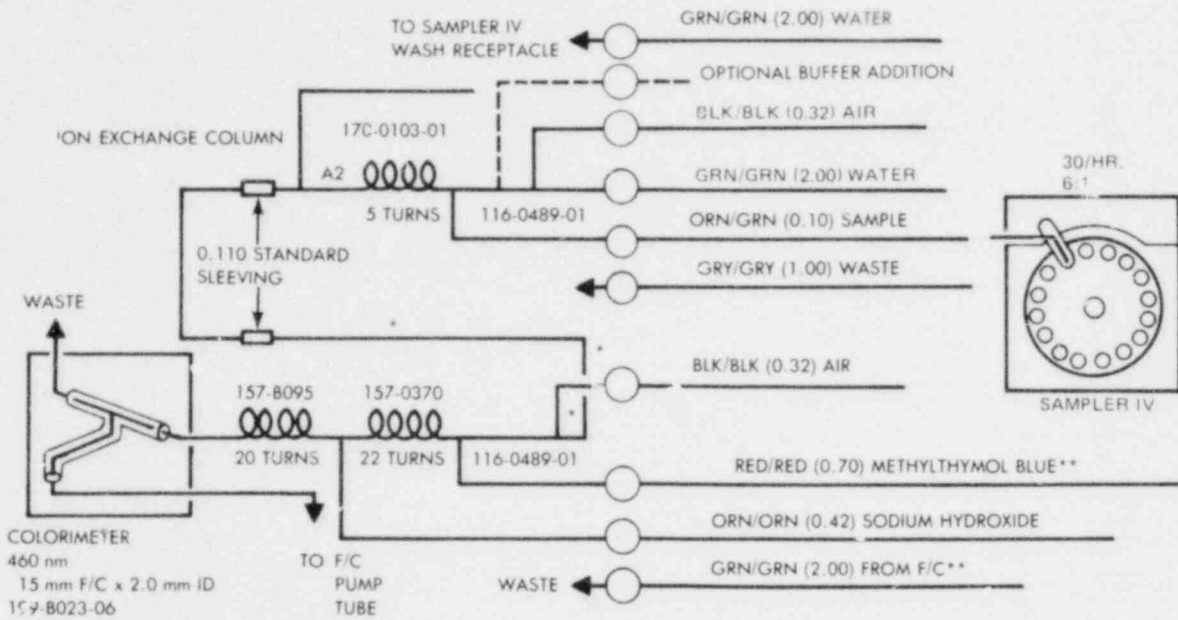 GRN/GRN (2.00) WATER
TO SAMPLER IV
WASH RECEPTACLE
OPTIONAL BUFFER ADDITION
BLK/BLK (0.32) AIR
170-0103-01
'ON EXCHANGE COLUMN
A2
GRN/GRN (2.00) WATER
30/HR.
5 TURNS
116-0489-01
ORN/GRN (0.10) SAMPLE
0.110 STANDARD
SLEEVING
GRY/GRY (1.00) WASTE
WASTE
BLK/BLK (0.32) AIR
SAMPLER IV
157-B095
157-0370
20 TURNS
22 TURNS
116-0489-01
RED/RED (0.70) METHYLTHYMOL BLUE**
ORN/ORN (0.42) SODIUM HYDROXIDE
COLORIMETER
460 nm
15 mm F/C x 2.0 mm ID
199-B023-06
TO F/C
PUMP
TUBE
WASTE
GRN/GRN (2.00) FROM F/C**